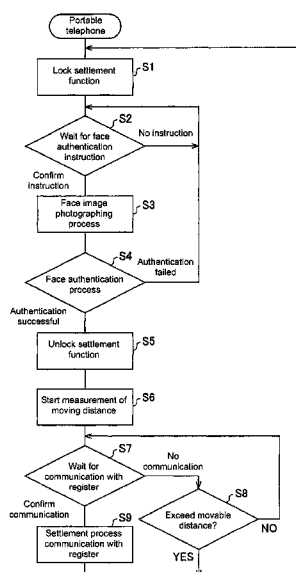 Portable
telephone
Lock settlement
function
S1
S2
Wait for face
authentication
instruction
No instruction
Confirm
instruction
Face image
photographing
process
S3
S4
Face authentication
process
Authentication
failed
Authentication
successful
Unlock settlement
function
S5
Start measurement of
moving distance
S6
S7
Wait for
communication with
register
No
communication
S8
Exceed movable
distance?
NO
YES
Confirm
communication
S9
Settlement process
communication with
register